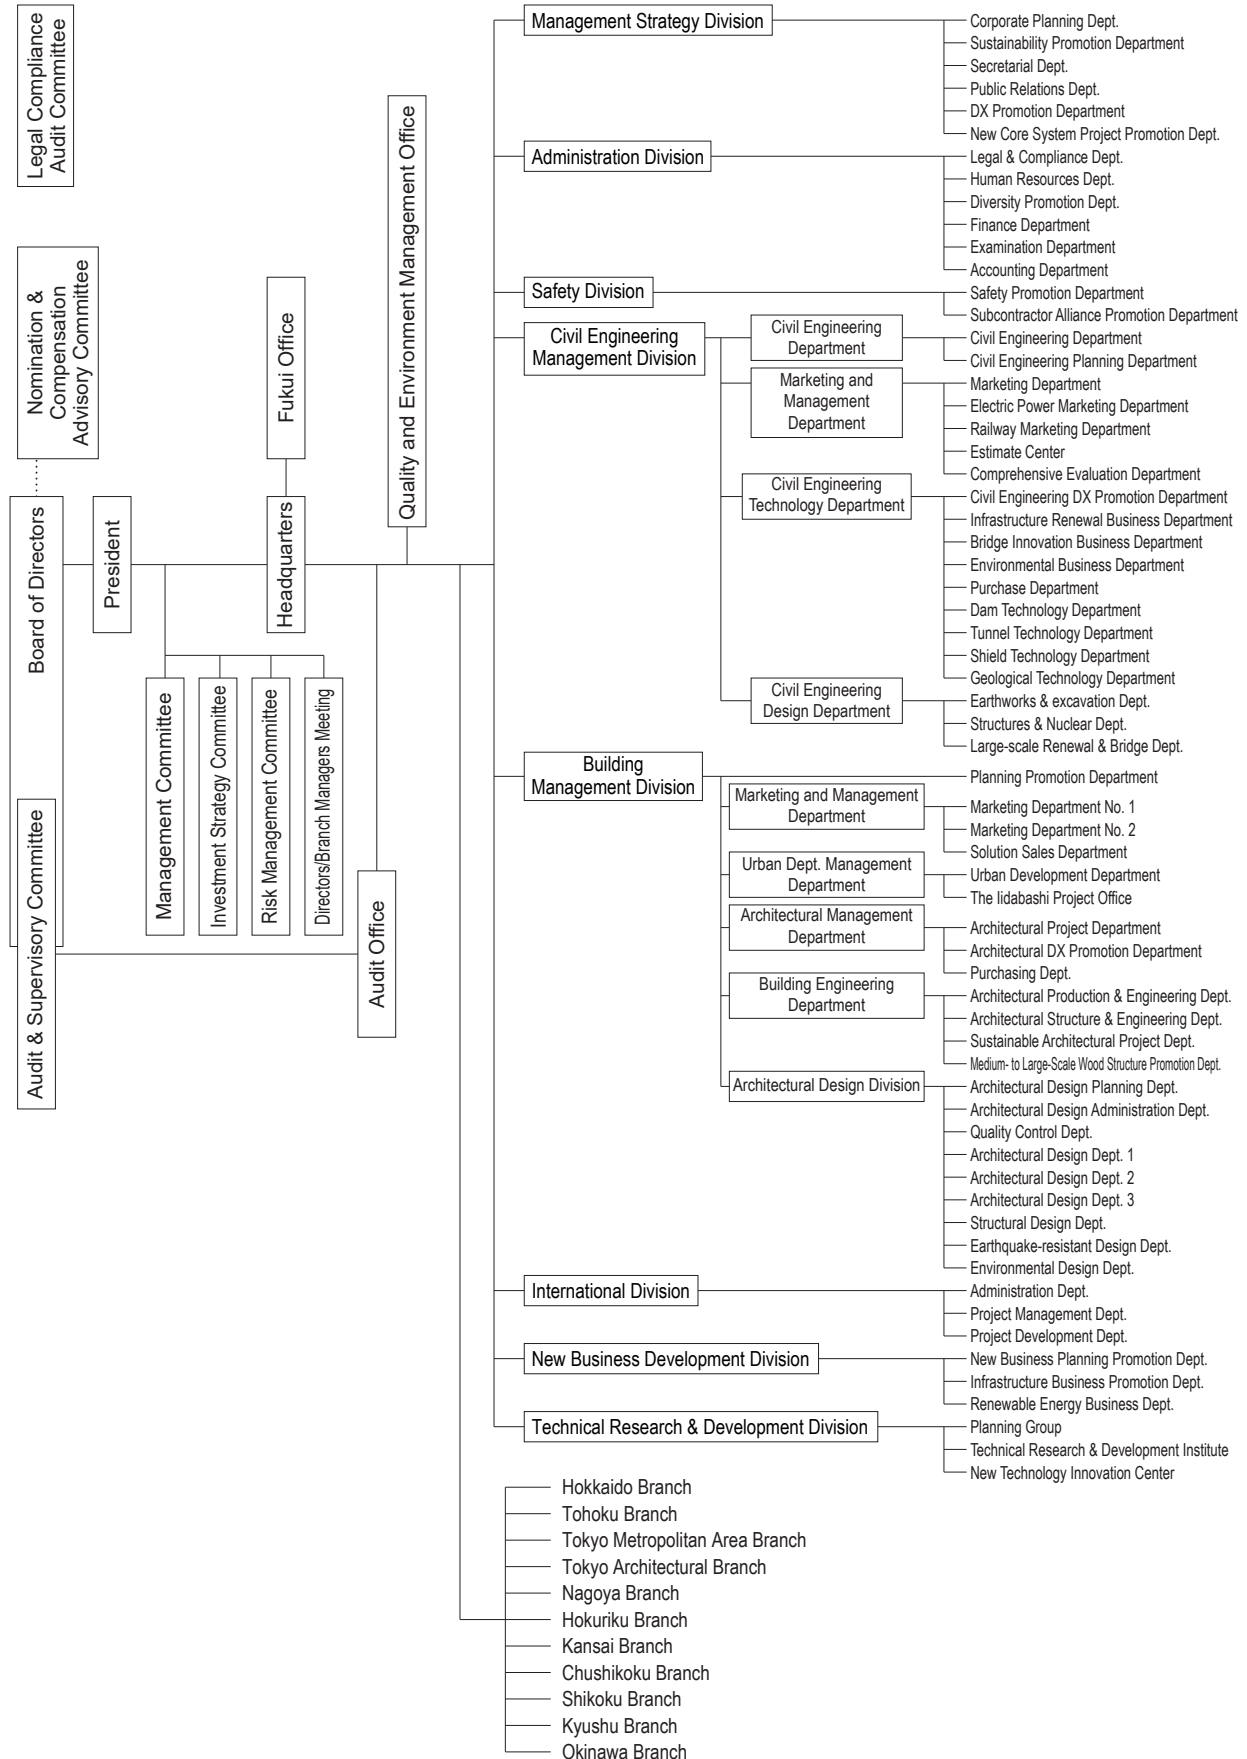 Legal Compliance
Audit Committee
Nomination &
Compensation
Advisory Committee
Board of Directors
Audit & Supervisory Committee
President
Management Committee
Investment Strategy Committee
Risk Management Committee
Directors/Branch Managers Meeting
Fukui Office
Headquarters
Audit Office
Quality and Environment Management Office
Management Strategy Division
Corporate Planning Dept.
Sustainability Promotion Department
Secretarial Dept.
Public Relations Dept.
DX Promotion Department
New Core System Project Promotion Dept.
Administration Division
Legal & Compliance Dept.
Human Resources Dept.
Diversity Promotion Dept.
Finance Department
Examination Department
Accounting Department
Safety Division
Safety Promotion Department
Subcontractor Alliance Promotion Department
Civil Engineering
Management Division
Civil Engineering
Department
Civil Engineering Department
Civil Engineering Planning Department
Marketing and
Management
Department
Marketing Department
Electric Power Marketing Department
Railway Marketing Department
Estimate Center
Comprehensive Evaluation Department
Civil Engineering
Technology Department
Civil Engineering DX Promotion Department
Infrastructure Renewal Business Department
Bridge Innovation Business Department
Environmental Business Department
Purchase Department
Dam Technology Department
Tunnel Technology Department
Shield Technology Department
Geological Technology Department
Civil Engineering
Design Department
Earthworks & excavation Dept.
Structures & Nuclear Dept.
Large-scale Renewal & Bridge Dept.
Building
Management Division
Planning Promotion Department
Marketing and Management
Department
Marketing Department No. 1
Marketing Department No. 2
Solution Sales Department
Urban Dept. Management
Department
Urban Development Department
The Iidabashi Project Office
Architectural Management
Department
Architectural Project Department
Architectural DX Promotion Department
Purchasing Dept.
Building Engineering
Department
Architectural Production & Engineering Dept.
Architectural Structure & Engineering Dept.
Sustainable Architectural Project Dept.
Medium- to Large-Scale Wood Structure Promotion Dept.
Architectural Design Division
Architectural Design Planning Dept.
Architectural Design Administration Dept.
Quality Control Dept.
Architectural Design Dept. 1
Architectural Design Dept. 2
Architectural Design Dept. 3
Structural Design Dept.
Earthquake-resistant Design Dept.
Environmental Design Dept.
International Division
Administration Dept.
Project Management Dept.
Project Development Dept.
New Business Development Division
New Business Planning Promotion Dept.
Infrastructure Business Promotion Dept.
Renewable Energy Business Dept.
Technical Research & Development Division
Planning Group
Technical Research & Development Institute
New Technology Innovation Center
Hokkaido Branch
Tohoku Branch
Tokyo Metropolitan Area Branch
Tokyo Architectural Branch
Nagoya Branch
Hokuriku Branch
Kansai Branch
Chushikoku Branch
Shikoku Branch
Kyushu Branch
Okinawa Branch